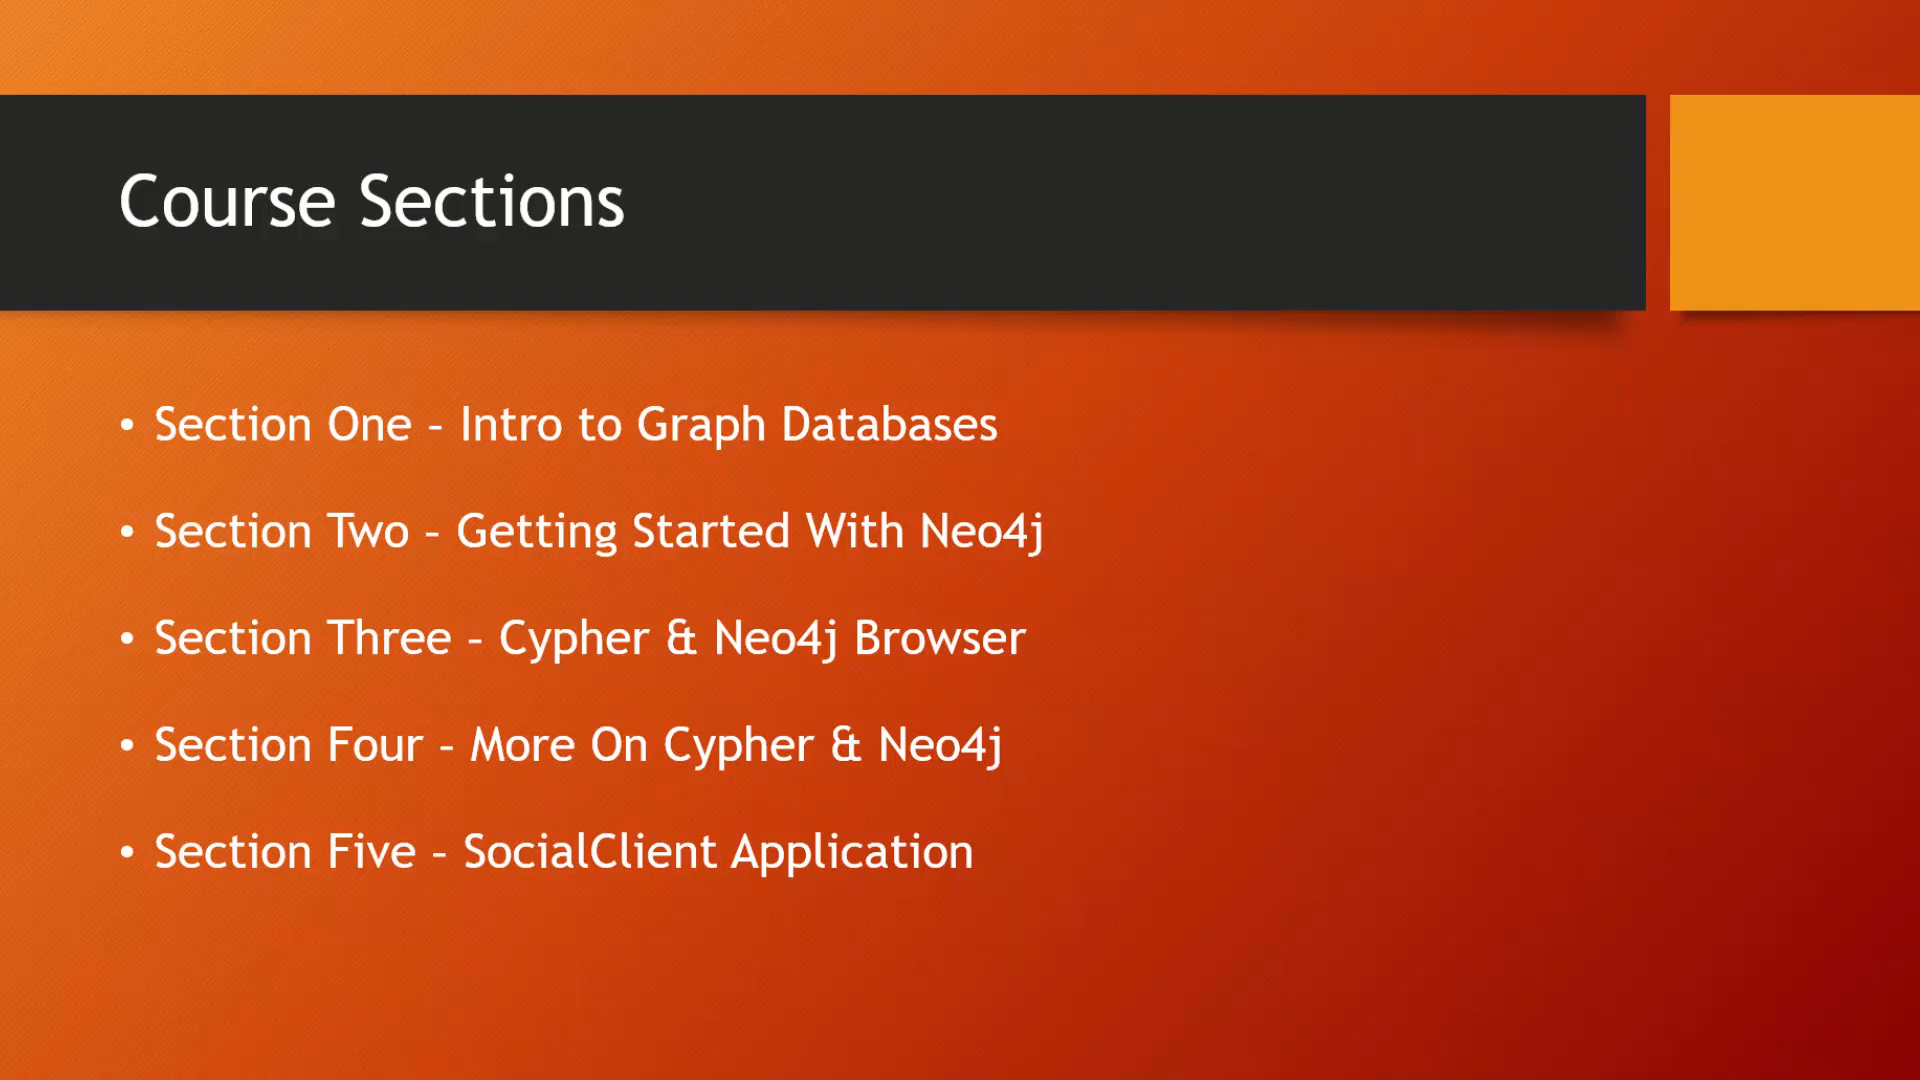 Course Sections
• Section One – Intro to Graph Databases
• Section Two – Getting Started With Neo4j
• Section Three – Cypher & Neo4j Browser
• Section Four – More On Cypher & Neo4j
• Section Five – SocialClient Application